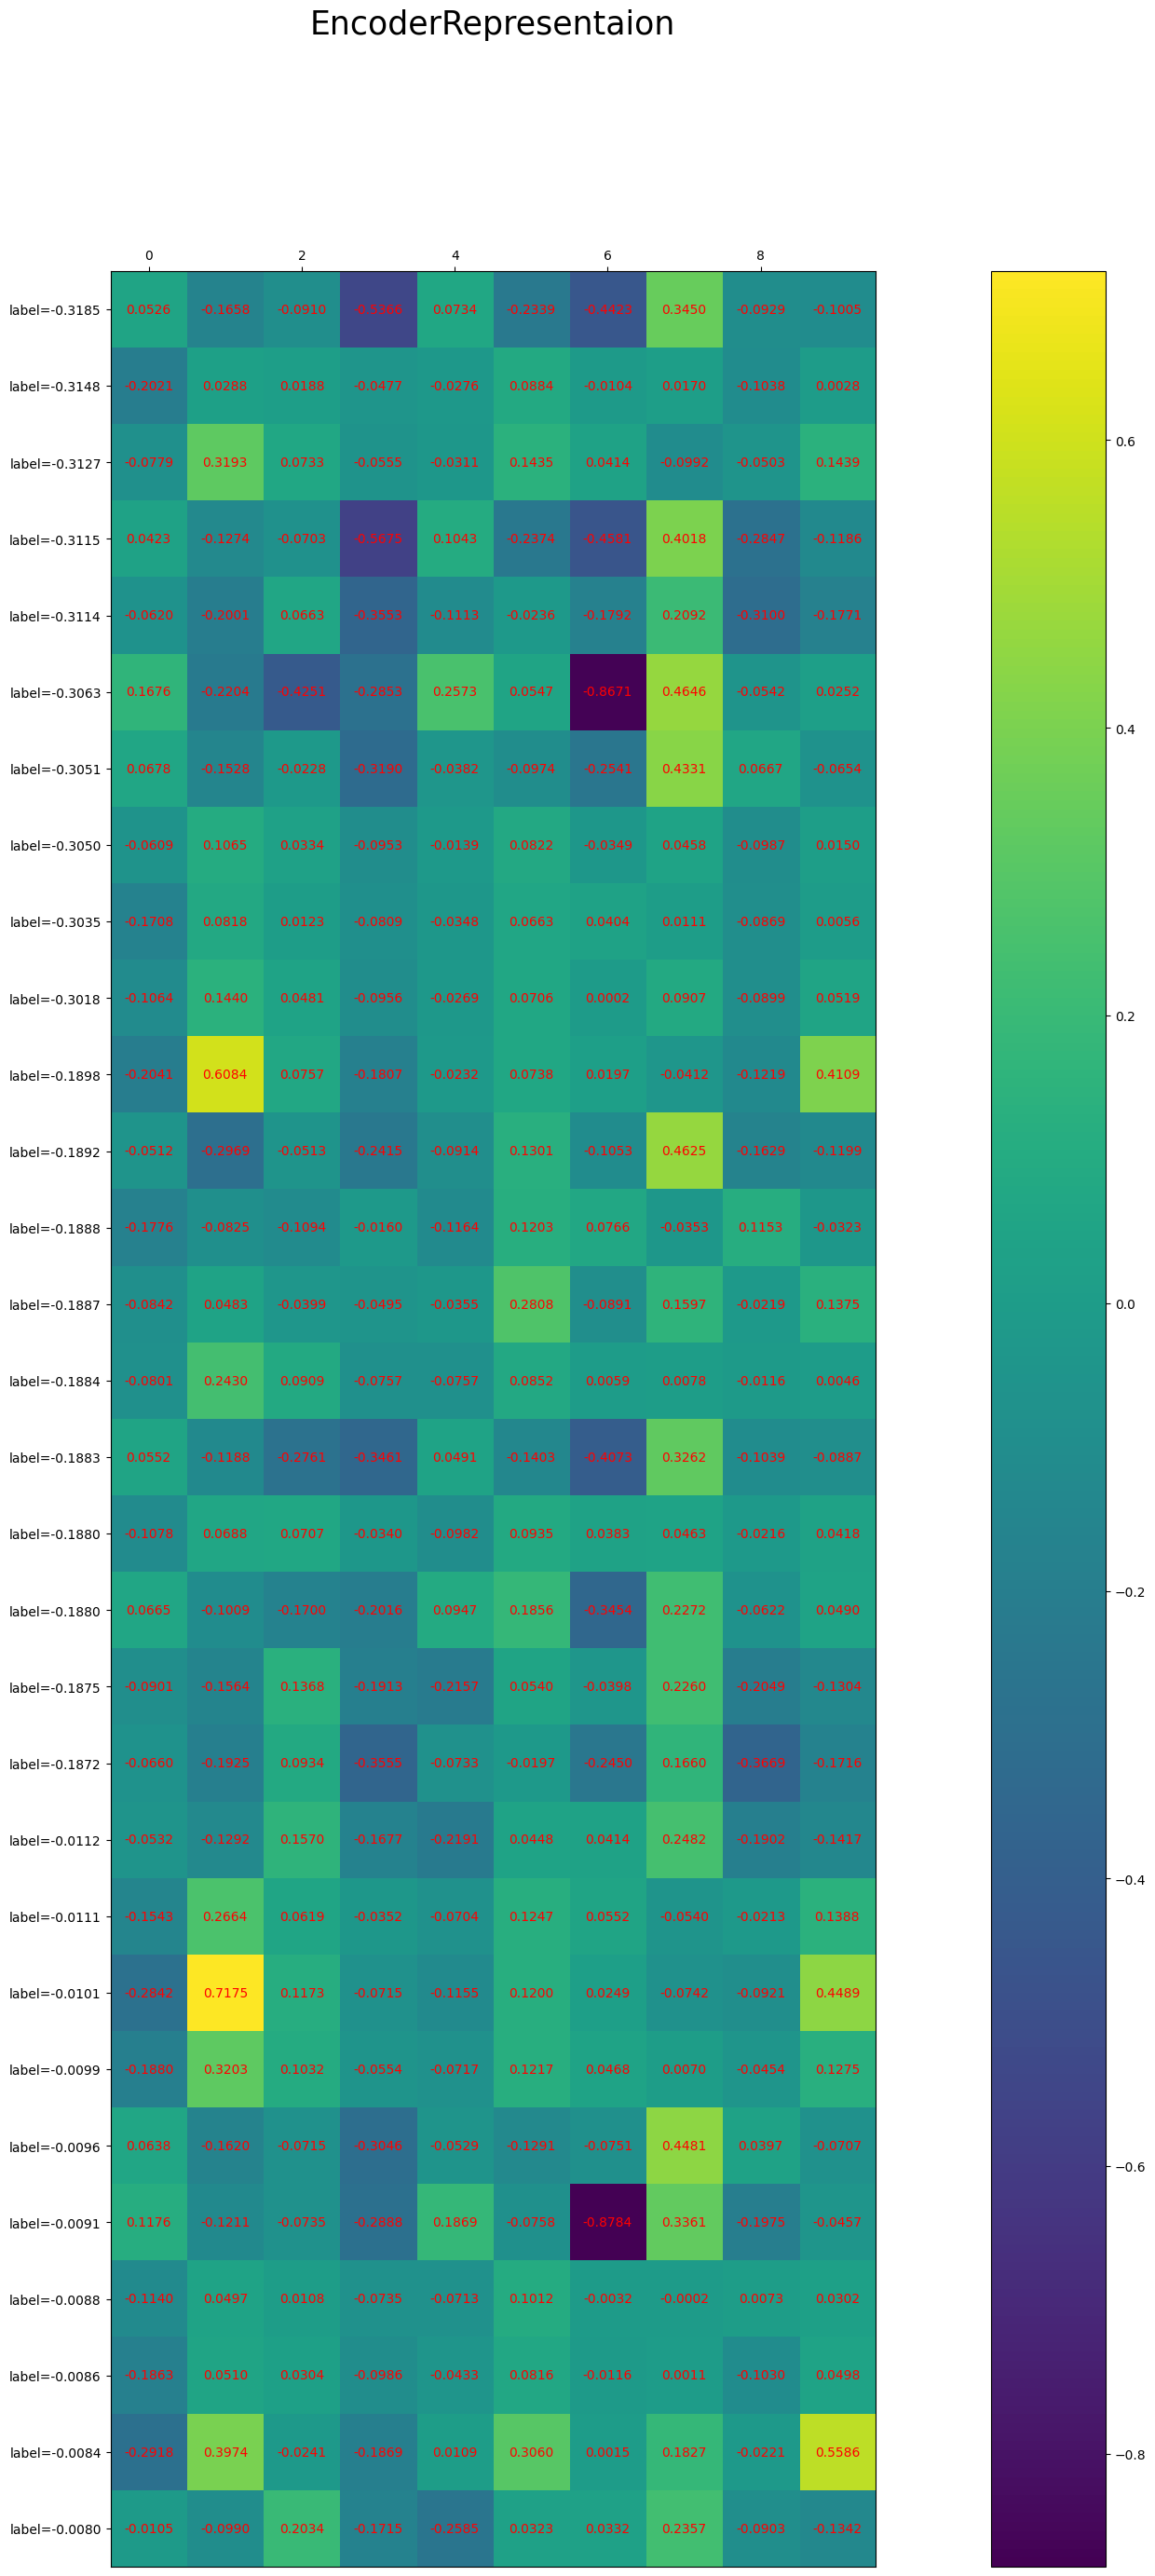 EncoderRepresentaion
0 2 4 6 8
label=-0.3185 0.0526 -0.1658 -0.0910 0.0734 -0.2339 -0.4423 0.3450 -0.0929 -0.1005
label=-0.3148 -0.2021 0.0288 0.0188 -0.0477 -0.0276 0.0884 -0.0104 0.0170 -0.1038 0.0028
label=-0.3127 -0.0779 0.3193 0.0733 -0.0555 -0.0311 0.1435 0.0414 -0.0992 -0.0503 0.1439
label=-0.3115 0.0423 -0.1274 -0.0703 -0.5675 0.1043 -0.2374 -0.4581 0.4018 -0.2847 -0.1186
label=-0.3114 -0.0620 -0.2001 0.0663 -0.3553 -0.1113 -0.0236 -0.1792 0.2092 -0.3100 -0.1771
label=-0.3063 0.1676 -0.2204 -0.4251 -0.2853 0.2573 0.0547 -0.8671 0.4646 -0.0542 0.0252
label=-0.3051 0.0678 -0.1528 -0.0228 -0.3190 -0.0382 -0.0974 -0.2541 0.4331 0.0667 -0.0654
label=-0.3050 -0.0609 0.1065 0.0334 -0.0953 -0.0139 0.0822 -0.0349 0.0458 -0.0987 0.0150
label=-0.3035 -0.1708 0.0818 0.0123 -0.0809 -0.0348 0.0663 0.0404 0.0111 -0.0869 0.0056
label=-0.3018 -0.1064 0.1440 0.0481 -0.0956 -0.0269 0.0706 0.0002 0.0907 -0.0899 0.0519
label=-0.1898 -0.2041 0.6084 0.0757 -0.1807 -0.0232 0.0738 0.0197 -0.0412 -0.1219 0.4109
label=-0.1892 -0.0512 -0.2969 -0.0513 -0.2415 -0.0914 0.1301 -0.1053 0.4625 -0.1629 -0.1199
label=-0.1888 -0.1776 -0.0825 -0.1094 -0.0160 -0.1164 0.1203 0.0766 -0.0353 0.1153 -0.0323
label=-0.1887 -0.0842 0.0483 -0.0399 -0.0495 -0.0355 0.2808 -0.0891 0.1597 -0.0219 0.1375
label=-0.1884 -0.0801 0.2430 0.0909 -0.0757 -0.0757 0.0852 0.0059 0.0078 -0.0116 0.0046
label=-0.1883 0.0552 -0.1188 -0.2761 -0.3461 0.0491 -0.1403 -0.4073 0.3262 -0.1039 -0.0887
label=-0.1880 -0.1078 0.0688 0.0707 -0.0340 -0.0982 0.0935 0.0383 0.0463 -0.0216 0.0418
label=-0.1880 0.0665 -0.1009 -0.1700 -0.2016 0.0947 0.1856 -0.3454 0.2272 -0.0622 0.0490
label=-0.1875 -0.0901 -0.1564 0.1368 -0.1913 -0.2157 0.0540 -0.0398 0.2260 -0.2049 -0.1304
label=-0.1872 -0.0660 -0.1925 0.0934 -0.3555 -0.0733 -0.0197 -0.2450 0.1660 -0.3669 -0.1716
label=-0.0112 -0.0532 -0.1292 0.1570 -0.1677 -0.2191 0.0448 0.0414 0.2482 -0.1902 -0.1417
label=-0.0111 -0.1543 0.2664 0.0619 -0.0352 -0.0704 0.1247 0.0552 -0.0540 -0.0213 0.1388
label=-0.0101 -0.2842 0.7175 0.1173 -0.0715 -0.1155 0.1200 0.0249 -0.0742 -0.0921 0.4489
label=-0.0099 -0.1880 0.3203 0.1032 -0.0554 -0.0717 0.1217 0.0468 0.0070 -0.0454 0.1275
label=-0.0096 0.0638 -0.1620 -0.0715 -0.3046 -0.0529 -0.1291 -0.0751 0.4481 0.0397 -0.0707
label=-0.0091 0.1176 -0.1211 -0.0735 -0.2888 0.1869 -0.0758 -0.8784 0.3361 -0.1975 -0.0457
label=-0.0088 -0.1140 0.0497 0.0108 -0.0735 -0.0713 0.1012 -0.0032 -0.0002 0.0073 0.0302
label=-0.0086 -0.1863 0.0510 0.0304 -0.0986 -0.0433 0.0816 -0.0116 0.0011 -0.1030 0.0498
label=-0.0084 -0.2918 0.3974 -0.0241 -0.1869 0.0109 0.3060 0.0015 0.1827 -0.0221 0.5586
label=-0.0080 -0.0105 -0.0990 0.2034 -0.1715 -0.2585 0.0323 0.0332 0.2357 -0.0903 -0.1342
0.6
0.4
0.2
0.0
−0.2
−0.4
−0.6
−0.8